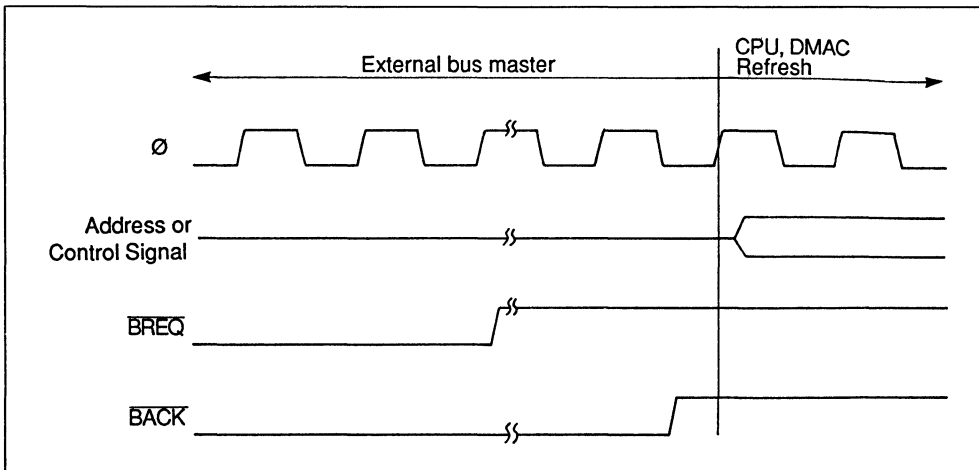 CPU, DMAC
External bus master
Refresh
Ø
Address or
Control Signal
BREQ
BACK